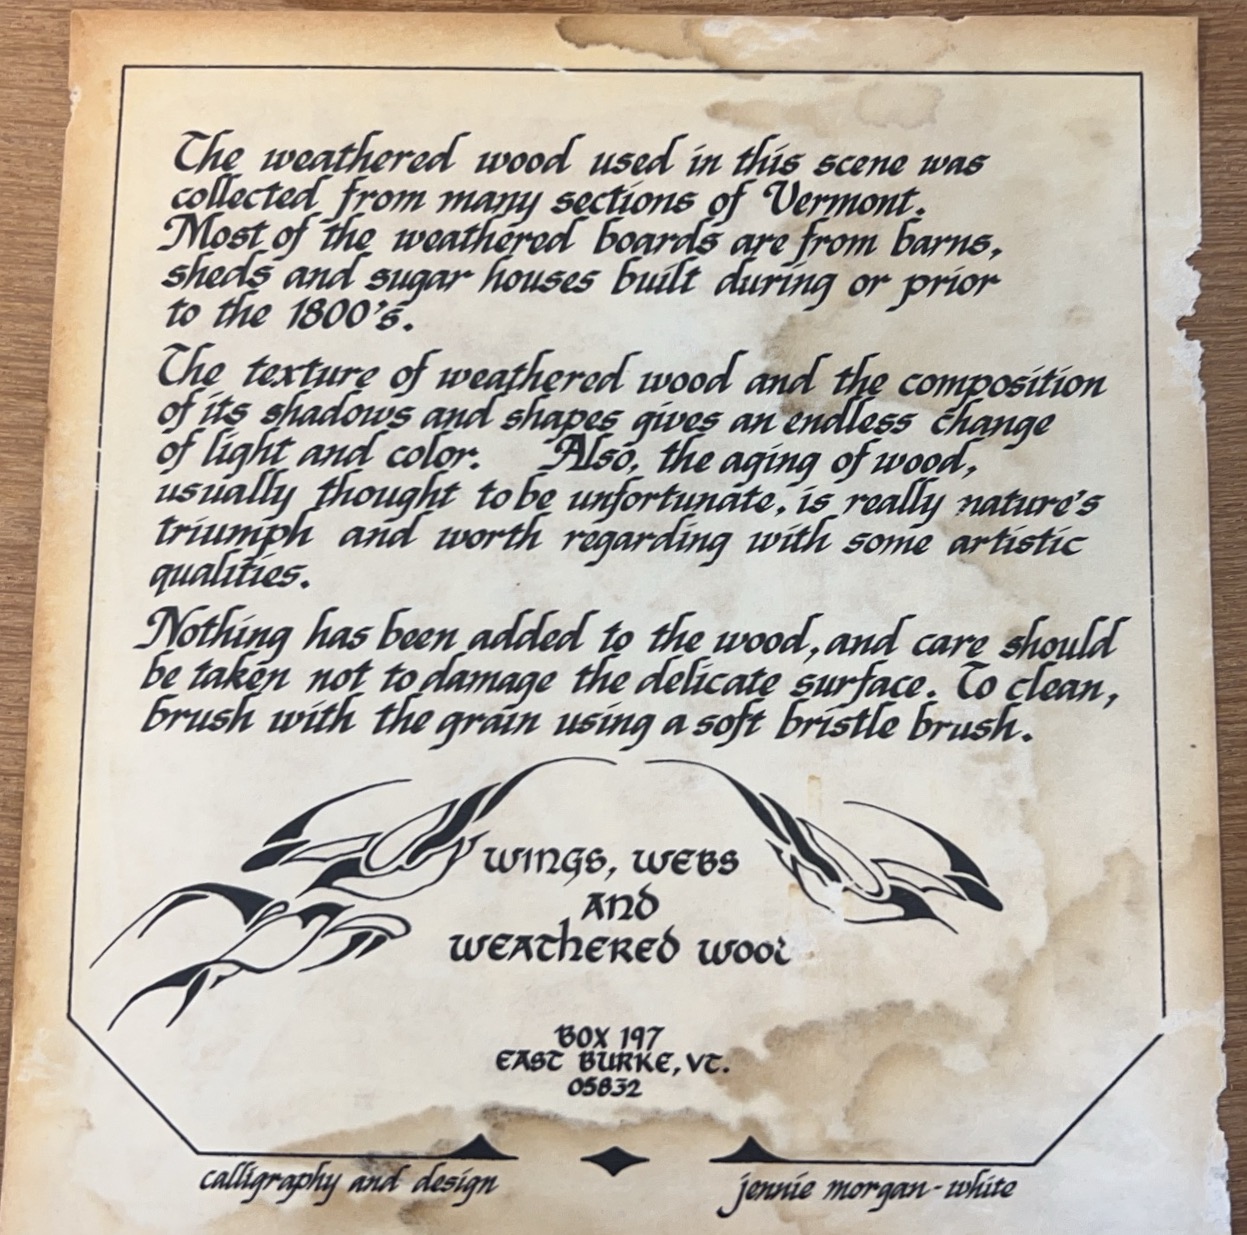 The weathered wood used in this scene was
collected from many sections of Vermont.
Most of the weathered boards are from barns,
sheds and sugar houses built during or prior
to the 1800's.
The texture of weathered wood and the composition
of its shadows and shapes gives an endless change
of light and color. Also, the aging of wood,
usually thought to be unfortunate, is really nature's
triumph and worth regarding with some artistic
qualities.
Nothing has been added to the wood, and care should
be taken not to damage the delicate surface. To clean,
brush with the grain using a soft bristle brush.
WINGS, WEBS
AND
WEATHERED WOOD
BOX 197
EAST BURKE, VT.
05832
calligraphy and design
jennie morgan-white